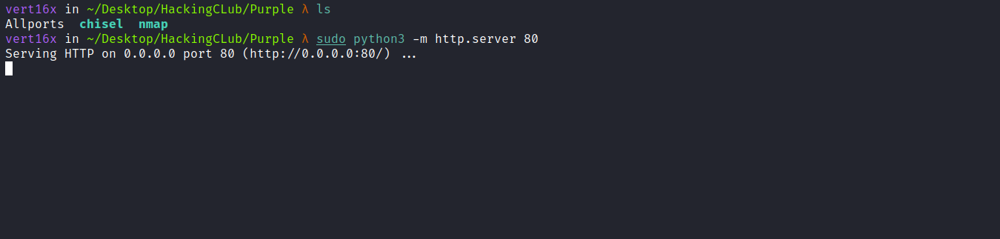 vert16x in ~/Desktop/HackingCLub/Purple λ ls
Allports  chisel  nmap
vert16x in ~/Desktop/HackingCLub/Purple λ sudo python3 -m http.server 80
Serving HTTP on 0.0.0.0 port 80 (http://0.0.0.0:80/) ...